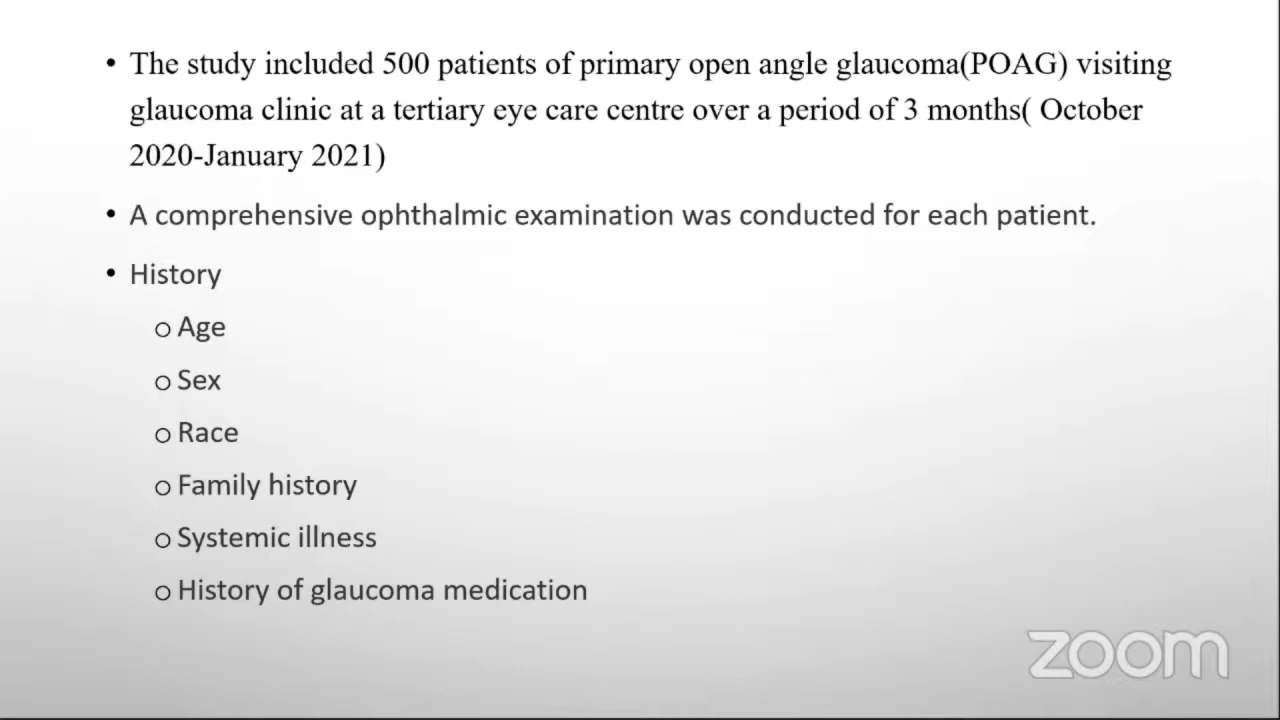 • The study included 500 patients of primary open angle glaucoma(POAG) visiting
glaucoma clinic at a tertiary eye care centre over a period of 3 months( October
2020-January 2021)
• A comprehensive ophthalmic examination was conducted for each patient.
• History
o Age
o Sex
o Race
o Family history
o Systemic illness
o History of glaucoma medication
zoom